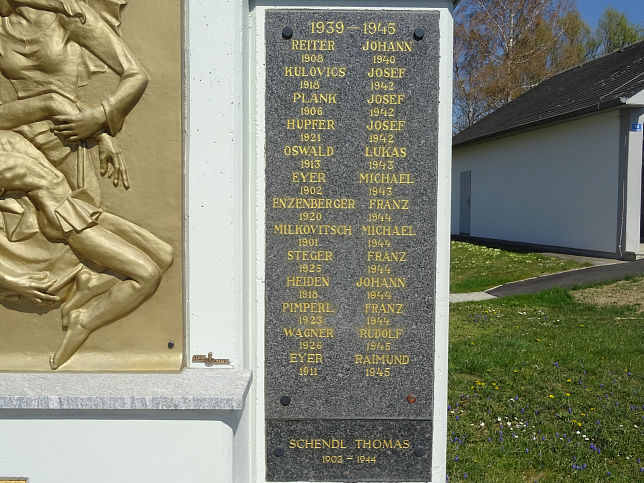 1939 - 1945
REITER JOHANN
1908 1940
KULOVICS JOSEF
1918 1942
PLANK JOSEF
1906 1942
HUPFER JOSEF
1921 1942
OSWALD LUKAS
1913 1943
EYER MICHAEL
1902 1943
ENZENBERGER FRANZ
1920 1944
MILKOVITSCH MICHAEL
1901 1944
STEGER FRANZ
1925 1944
HEIDEN JOHANN
1918 1944
PIMPERL FRANZ
1923 1944
WAGNER RUDOLF
1926 1945
EYER RAIMUND
1911 1945
SCHENDL THOMAS
1902 - 1944